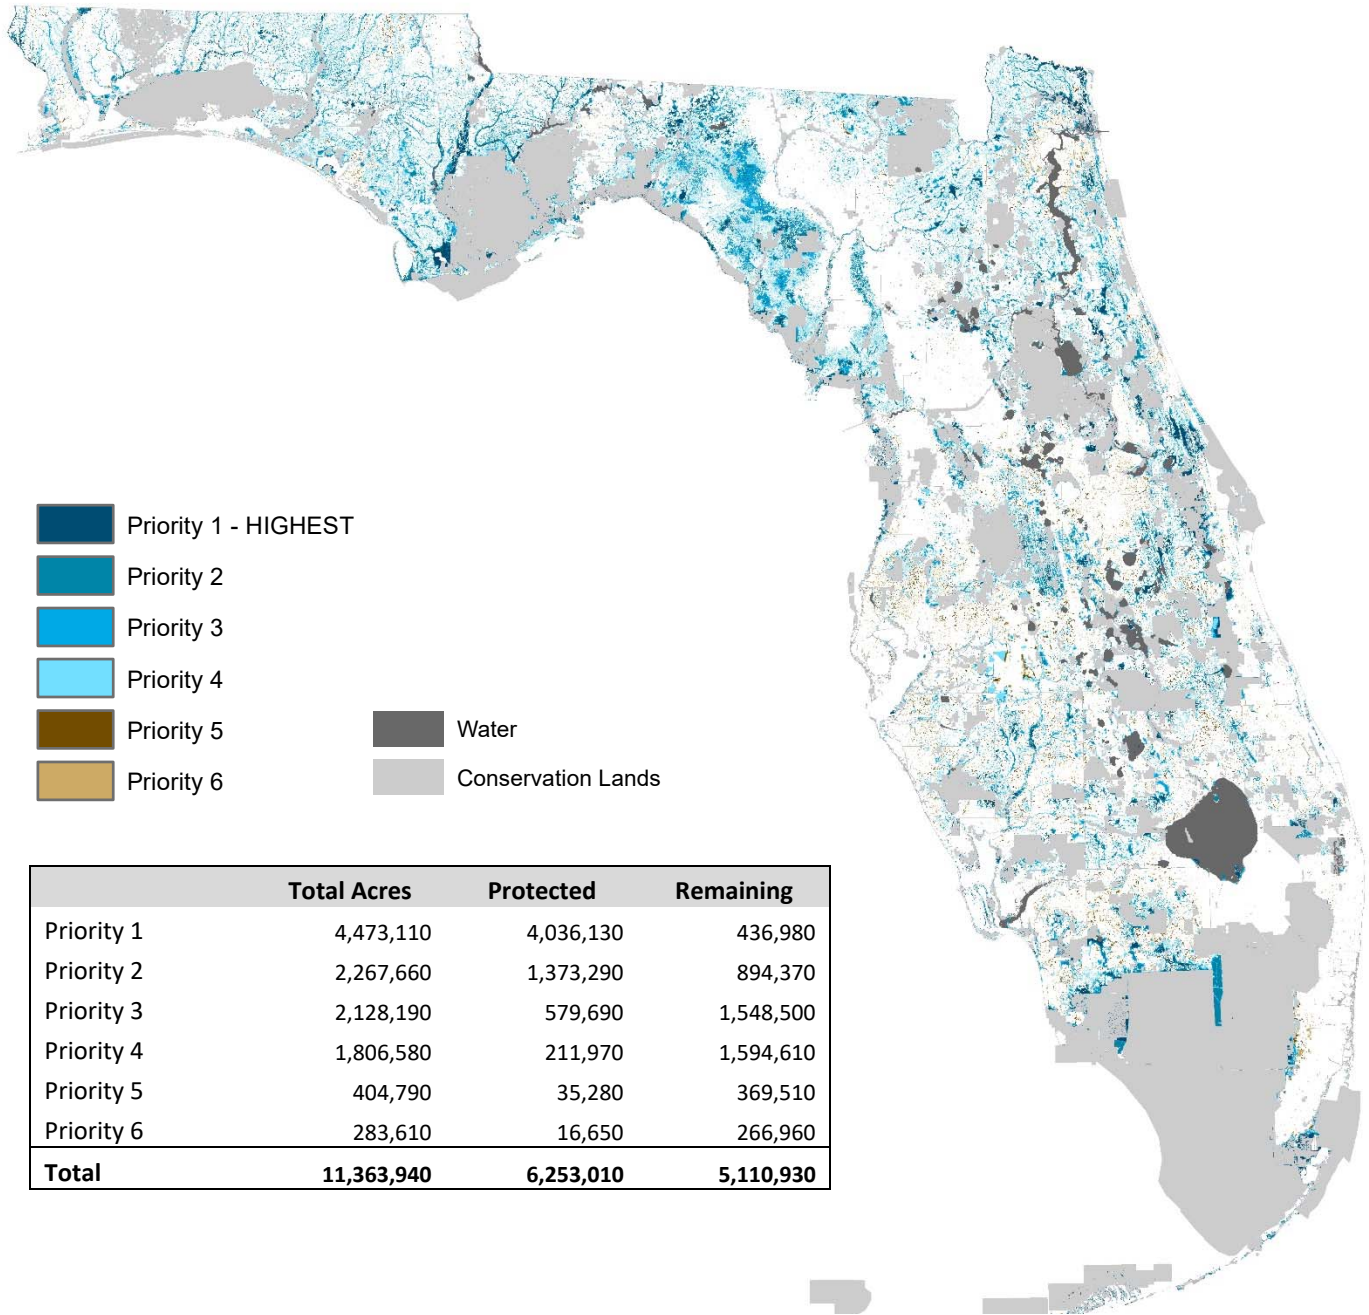 Priority 1 - HIGHEST
Priority 2
Priority 3
Priority 4
Priority 5
Priority 6
Water
Conservation Lands
Total Acres Protected Remaining
Priority 1 4,473,110 4,036,130 436,980
Priority 2 2,267,660 1,373,290 894,370
Priority 3 2,128,190 579,690 1,548,500
Priority 4 1,806,580 211,970 1,594,610
Priority 5 404,790 35,280 369,510
Priority 6 283,610 16,650 266,960
Total 11,363,940 6,253,010 5,110,930